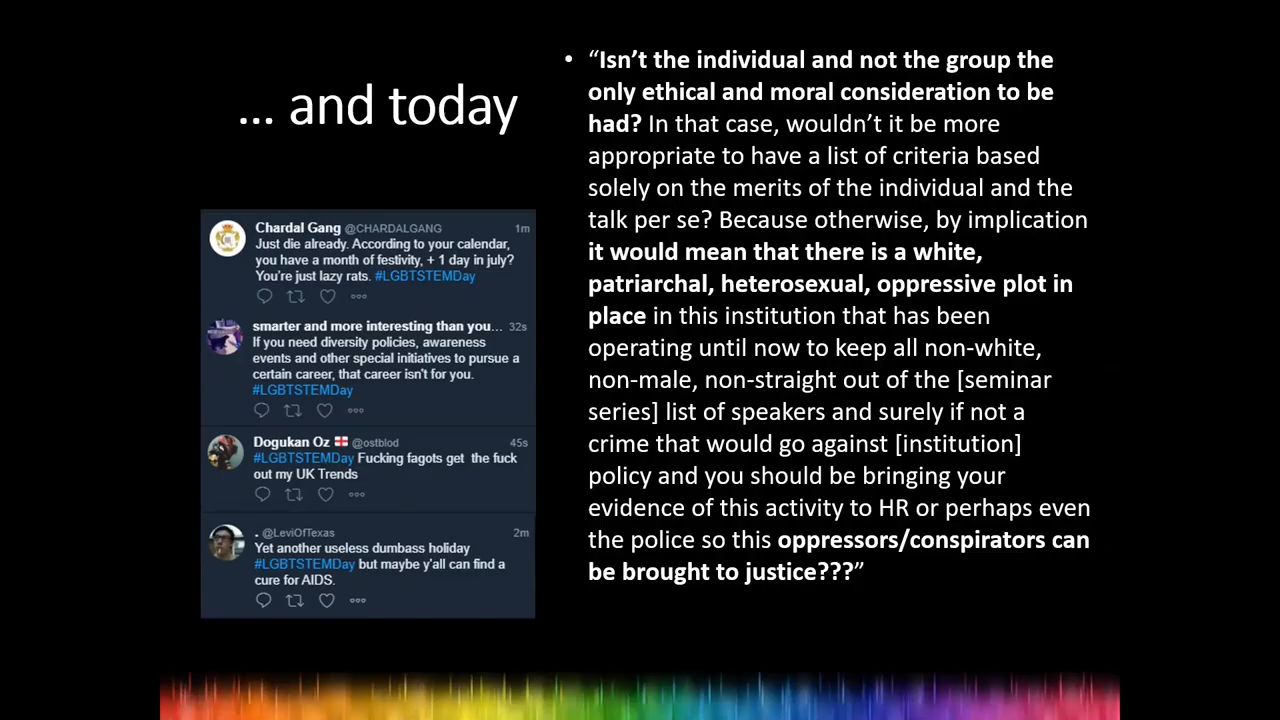 ... and today
Chardal Gang @CHARDALGANG 1m
Just die already. According to your calendar,
you have a month of festivity, + 1 day in july?
You're just lazy rats. #LGBTSTEMDay
smarter and more interesting than you... 32s
If you need diversity policies, awareness
events and other special initiatives to pursue a
certain career, that career isn't for you.
#LGBTSTEMDay
Dogukan Oz @ostblod 45s
#LGBTSTEMDay Fucking fagots get the fuck
out my UK Trends
. @LeviOfTexas 2m
Yet another useless dumbass holiday
#LGBTSTEMDay but maybe y'all can find a
cure for AIDS.
• “Isn’t the individual and not the group the
only ethical and moral consideration to be
had? In that case, wouldn’t it be more
appropriate to have a list of criteria based
solely on the merits of the individual and the
talk per se? Because otherwise, by implication
it would mean that there is a white,
patriarchal, heterosexual, oppressive plot in
place in this institution that has been
operating until now to keep all non-white,
non-male, non-straight out of the [seminar
series] list of speakers and surely if not a
crime that would go against [institution]
policy and you should be bringing your
evidence of this activity to HR or perhaps even
the police so this oppressors/conspirators can
be brought to justice???”